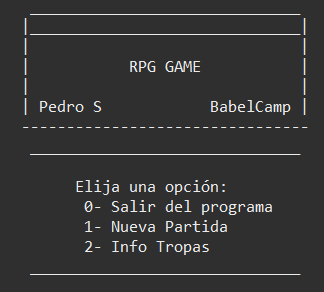 RPG GAME
Pedro S BabelCamp
Elija una opción:
0- Salir del programa
1- Nueva Partida
2- Info Tropas